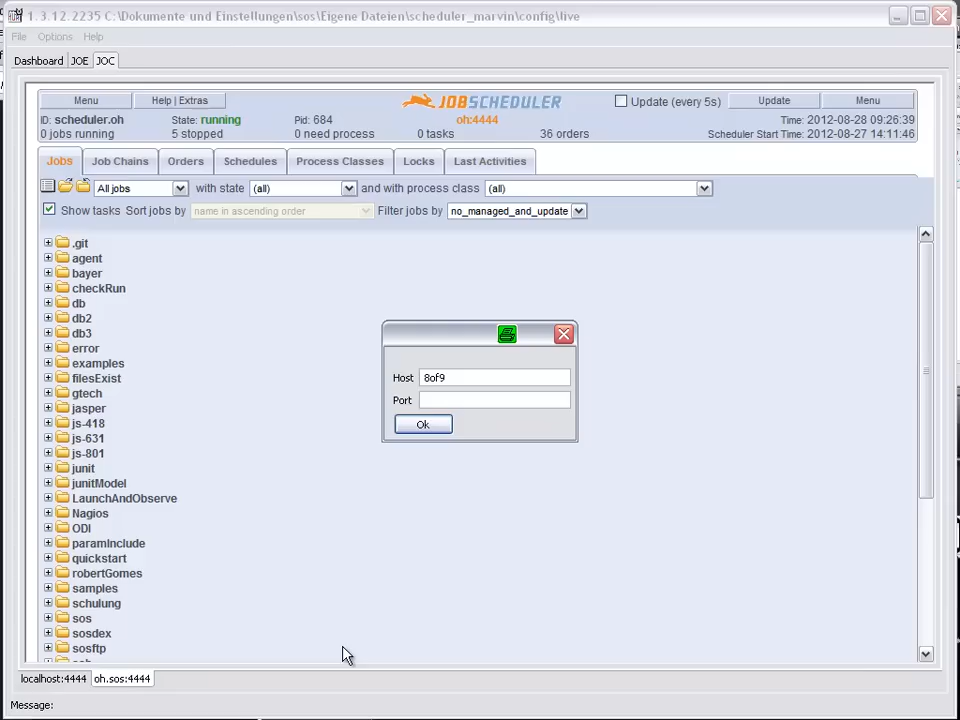 1.3.12.2235 C:\Dokumente und Einstellungen\sos\Eigene Dateien\scheduler_marvin\config\live
File Options Help
Dashboard JOE JOC
Menu Help | Extras JOBSCHEDULER Update (every 5s) Update Menu
ID: scheduler.oh State: running Pid: 684 oh:4444 Time: 2012-08-28 09:26:39
0 jobs running 5 stopped 0 need process 0 tasks 36 orders Scheduler Start Time: 2012-08-27 14:11:46
Jobs Job Chains Orders Schedules Process Classes Locks Last Activities
All jobs with state (all) and with process class (all)
Show tasks Sort jobs by name in ascending order Filter jobs by no_managed_and_update
.git
agent
bayer
checkRun
db
db2
db3
error
examples
filesExist
gtech
jasper
js-418
js-631
js-801
junit
junitModel
LaunchAndObserve
Nagios
ODI
paramInclude
quickstart
robertGomes
samples
schulung
sos
sosdex
sosftp
Host 8of9
Port
Ok
localhost:4444 oh.sos:4444
Message: